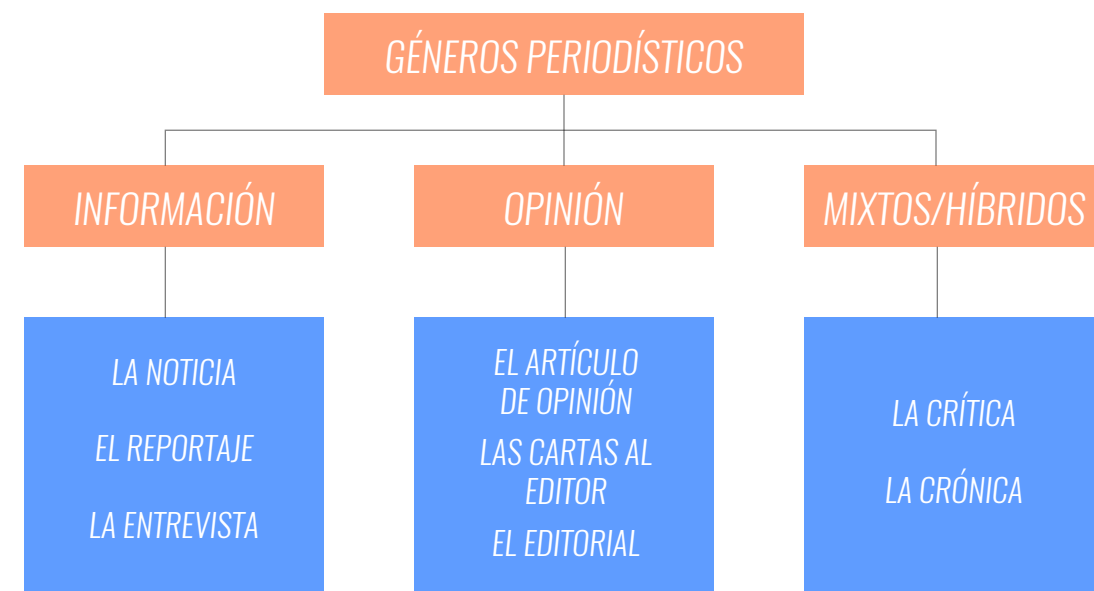 GÉNEROS PERIODÍSTICOS
INFORMACIÓN
OPINIÓN
MIXTOS/HÍBRIDOS
LA NOTICIA
EL REPORTAJE
LA ENTREVISTA
EL ARTÍCULO
DE OPINIÓN
LAS CARTAS AL
EDITOR
EL EDITORIAL
LA CRÍTICA
LA CRÓNICA